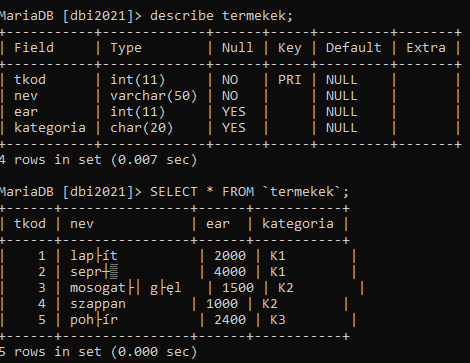 MariaDB [dbi2021]> describe termekek;
+-----------+-------------+------+-----+---------+-------+
| Field     | Type        | Null | Key | Default | Extra |
+-----------+-------------+------+-----+---------+-------+
| tkod      | int(11)     | NO   | PRI | NULL    |       |
| nev       | varchar(50) | NO   |     | NULL    |       |
| ear       | int(11)     | YES  |     | NULL    |       |
| kategoria | char(20)    | YES  |     | NULL    |       |
+-----------+-------------+------+-----+---------+-------+
4 rows in set (0.007 sec)
MariaDB [dbi2021]> SELECT * FROM `termekek`;
+------+----------------+------+-----------+
| tkod | nev            | ear  | kategoria |
+------+----------------+------+-----------+
|    1 | lap├ít          | 2000 | K1        |
|    2 | sepr┼▒          | 4000 | K1        |
|    3 | mosogat├│ g├ęl   | 1500 | K2        |
|    4 | szappan        | 1000 | K2        |
|    5 | poh├ír          | 2400 | K3        |
+------+----------------+------+-----------+
5 rows in set (0.000 sec)